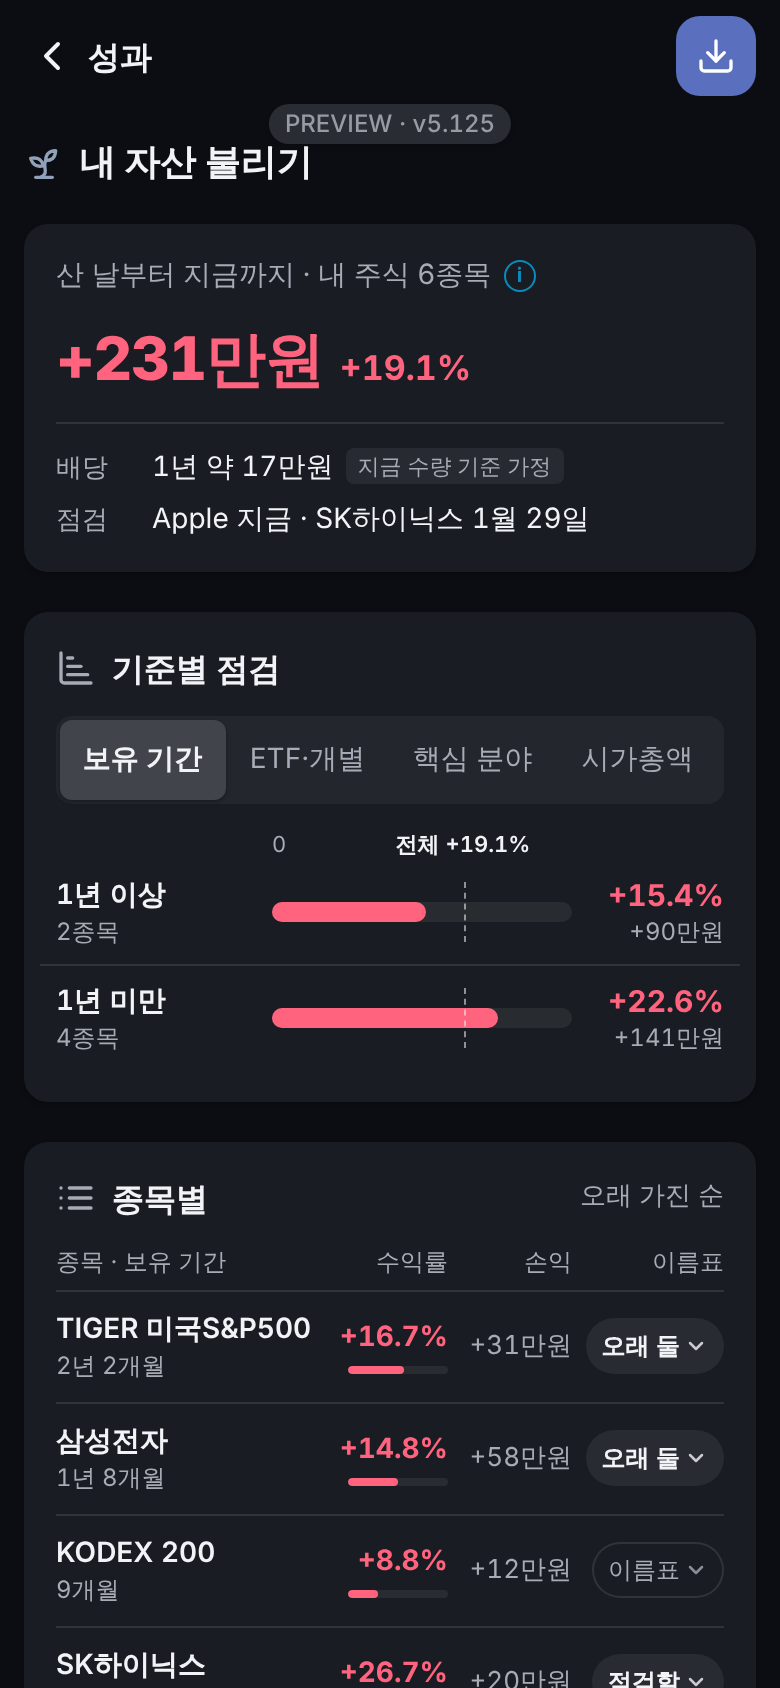 성과
PREVIEW · v5.125
내 자산 불리기
산 날부터 지금까지 · 내 주식 6종목 i
+231만원 +19.1%
배당 1년 약 17만원 지금 수량 기준 가정
점검 Apple 지금 · SK하이닉스 1월 29일
기준별 점검
보유 기간 ETF·개별 핵심 분야 시가총액
0 전체 +19.1%
1년 이상 +15.4%
2종목 +90만원
1년 미만 +22.6%
4종목 +141만원
종목별 오래 가진 순
종목 · 보유 기간 수익률 손익 이름표
TIGER 미국S&P500 +16.7% +31만원 오래 둘
2년 2개월
삼성전자 +14.8% +58만원 오래 둘
1년 8개월
KODEX 200 +8.8% +12만원 이름표
9개월
SK하이닉스 +26.7% +20만원 점검할